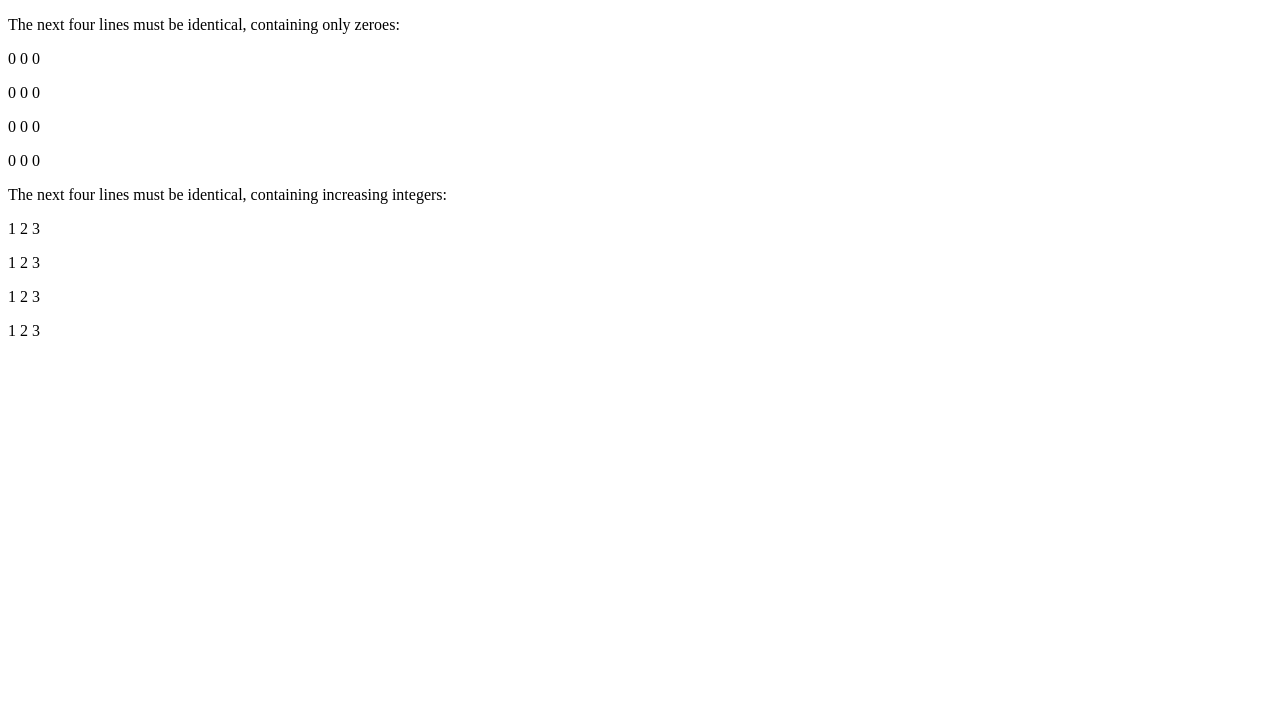 The next four lines must be identical, containing only zeroes:
0 0 0
0 0 0
0 0 0
0 0 0
The next four lines must be identical, containing increasing integers:
1 2 3
1 2 3
1 2 3
1 2 3